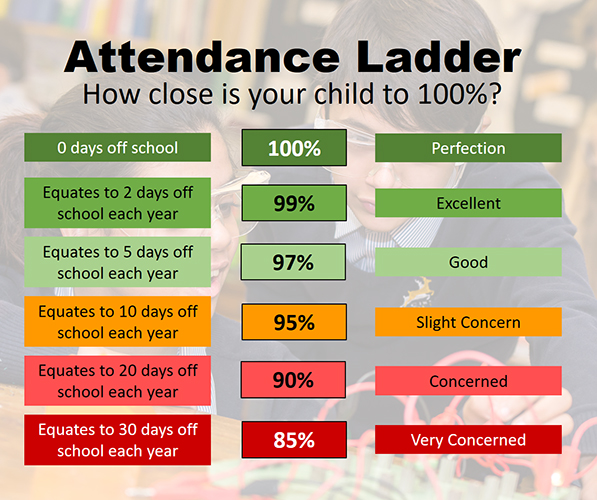 Attendance Ladder
How close is your child to 100%?
0 days off school
100%
Perfection
Equates to 2 days off
school each year
99%
Excellent
Equates to 5 days off
school each year
97%
Good
Equates to 10 days off
school each year
95%
Slight Concern
Equates to 20 days off
school each year
90%
Concerned
Equates to 30 days off
school each year
85%
Very Concerned